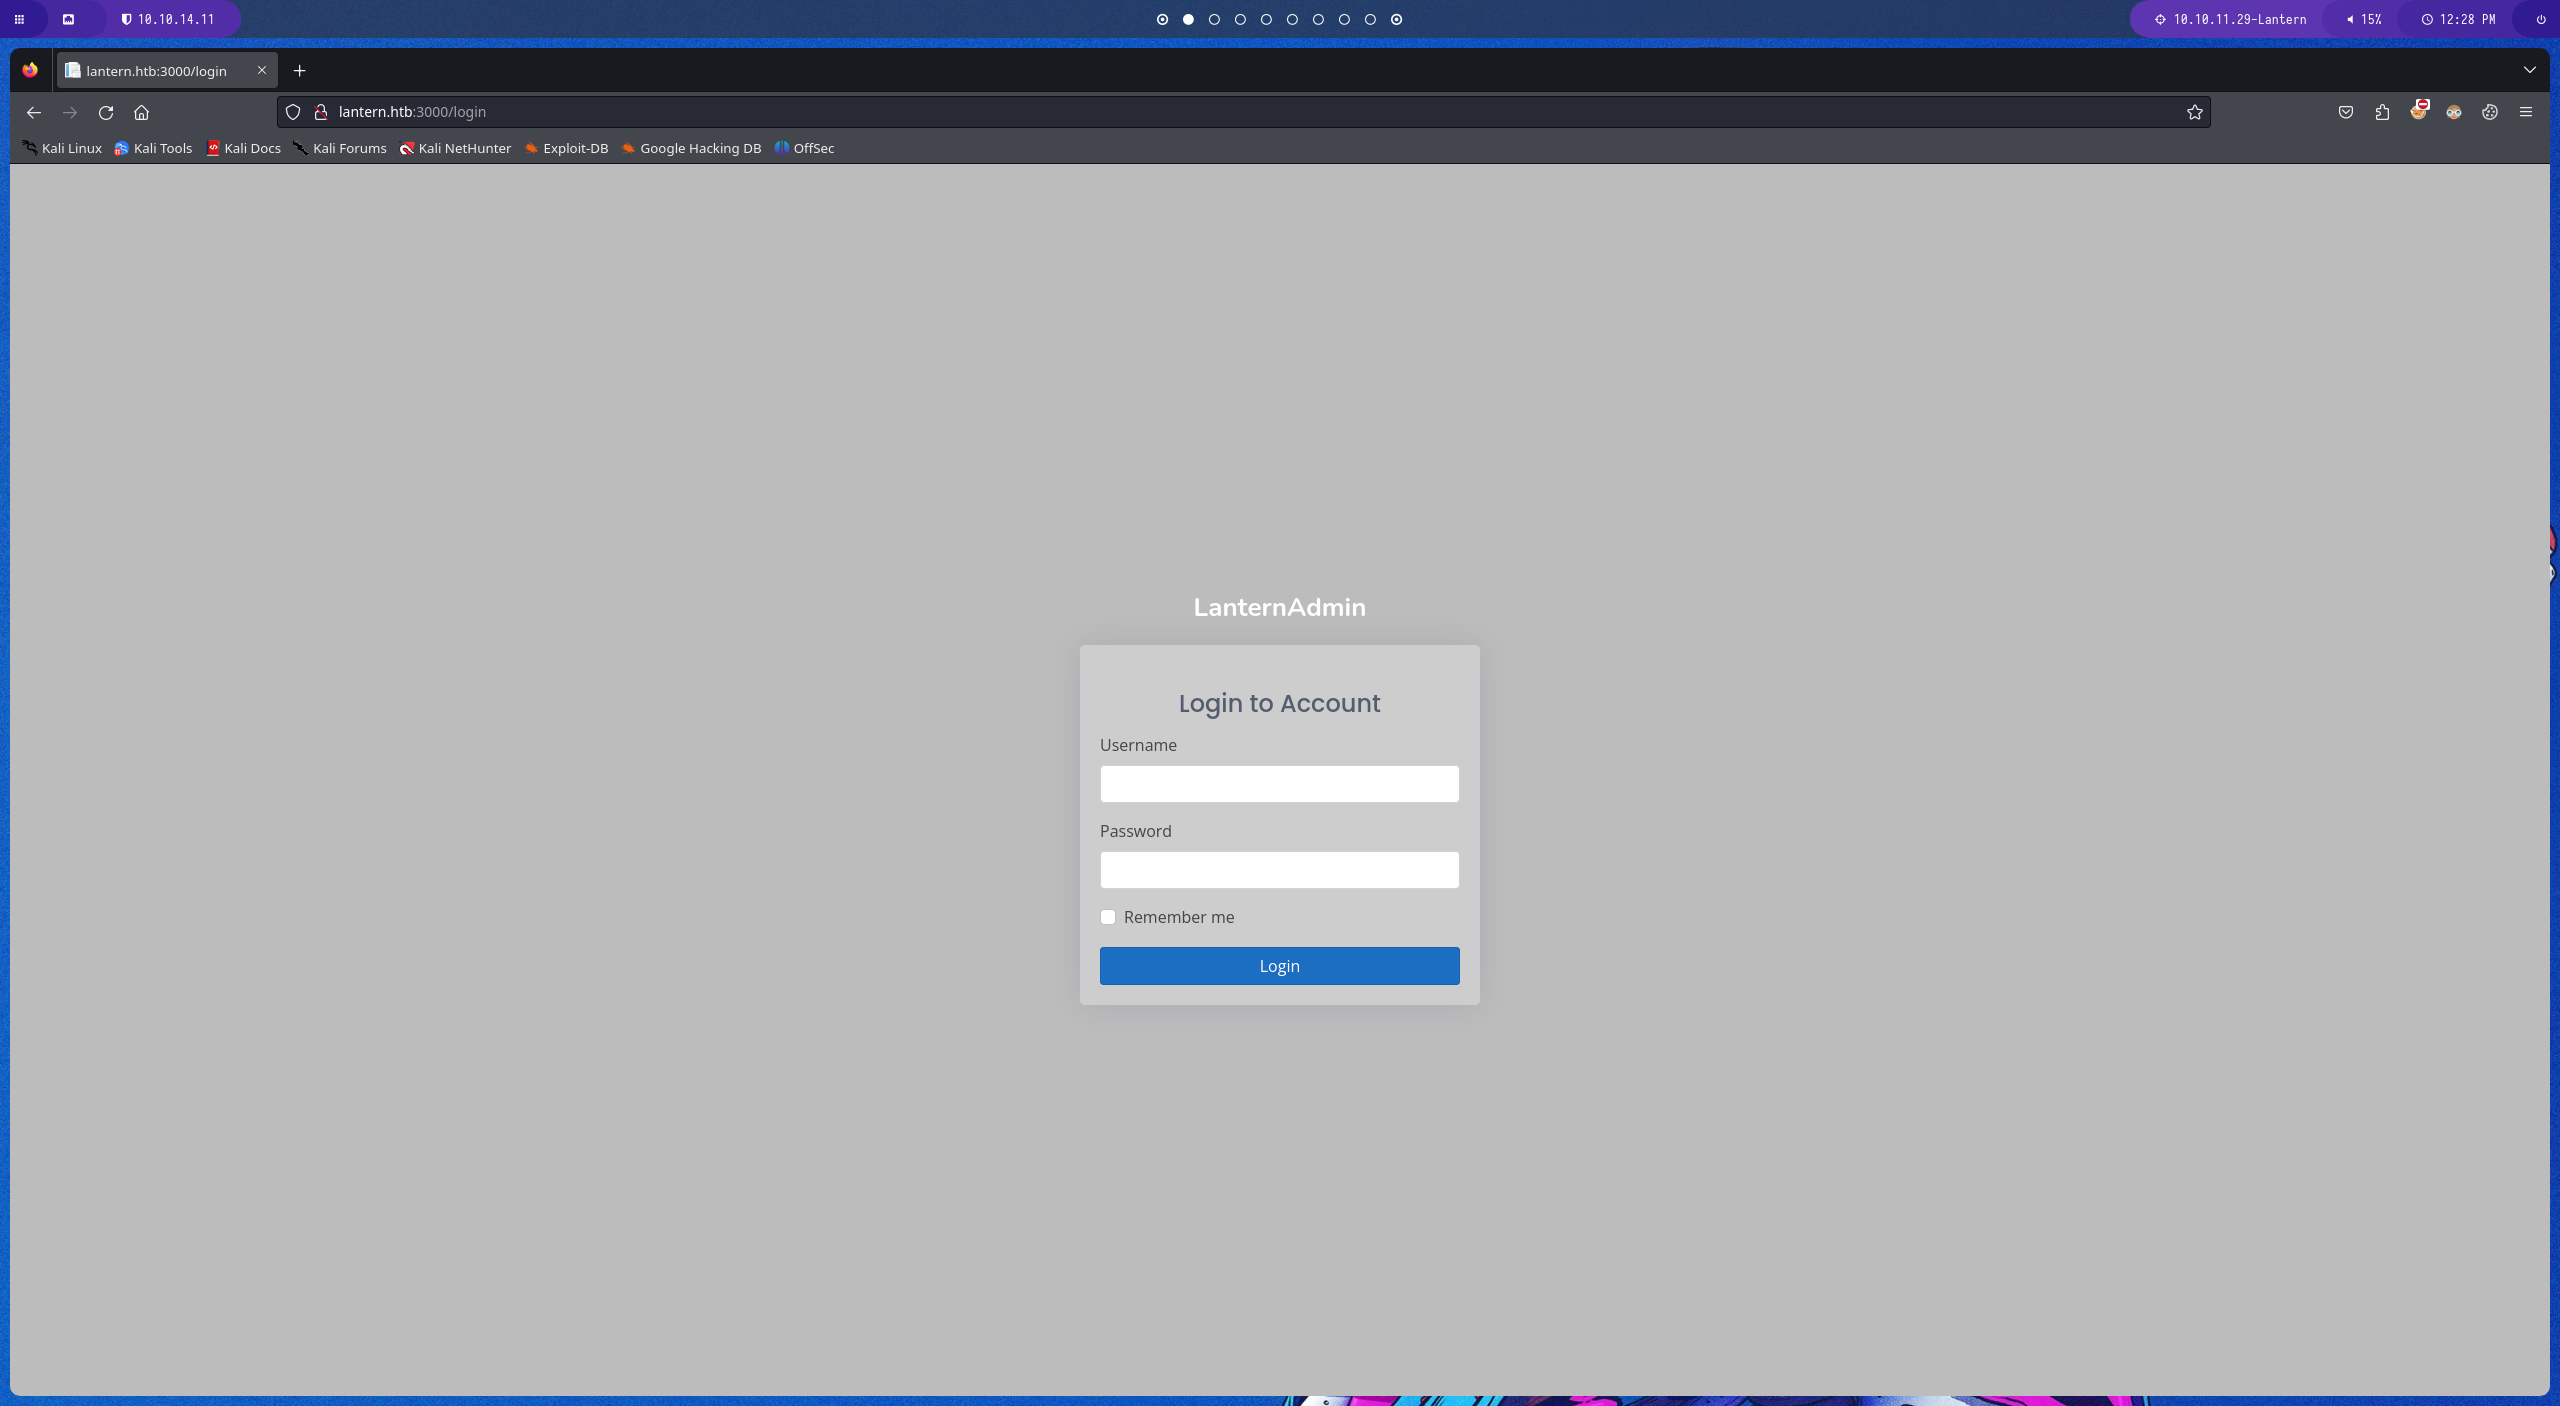 10.10.14.11
10.10.11.29-Lantern 15% 12:28 PM
lantern.htb:3000/login
lantern.htb:3000/login
Kali Linux Kali Tools Kali Docs Kali Forums Kali NetHunter Exploit-DB Google Hacking DB OffSec
LanternAdmin
Login to Account
Username
Password
Remember me
Login